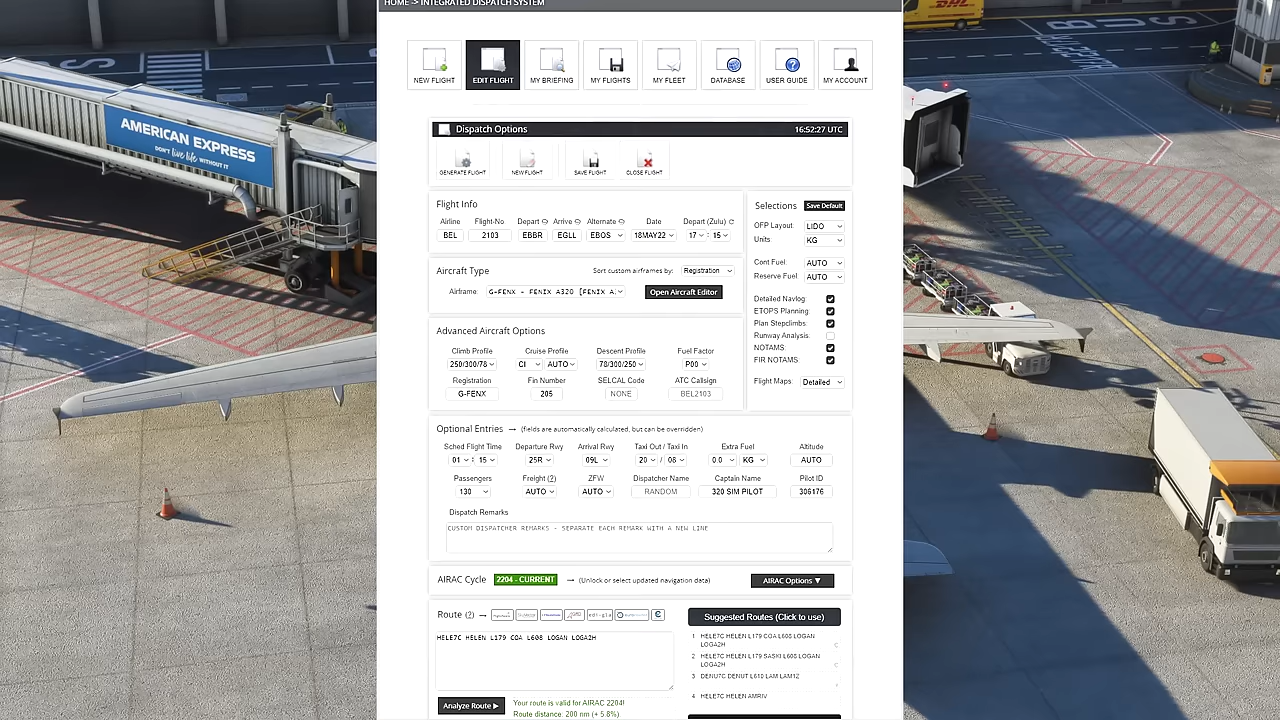 HOME -> INTEGRATED DISPATCH SYSTEM
DHL
AMERICAN EXPRESS
DON'T live life WITHOUT IT
NEW FLIGHT
EDIT FLIGHT
MY BRIEFING
MY FLIGHTS
MY FLEET
DATABASE
USER GUIDE
MY ACCOUNT
Dispatch Options 16:52:27 UTC
GENERATE FLIGHT NEW FLIGHT SAVE FLIGHT CLOSE FLIGHT
Flight Info
Airline Flight-No Depart Arrive Alternate Date Depart (Zulu)
BEL 2103 EBBR EGLL EBOS 18MAY22 17 : 15
Aircraft Type Sort custom airframes by: Registration
Airframe: G-FENX - FENIX A320 [FENIX A. Open Aircraft Editor
Advanced Aircraft Options
Climb Profile Cruise Profile Descent Profile Fuel Factor
250/300/78 CI AUTO 78/300/250 P00
Registration Fin Number SELCAL Code ATC Callsign
G-FENX 205 NONE BEL2103
Selections Save Default
OFP Layout: LIDO
Units: KG
Cont Fuel: AUTO
Reserve Fuel: AUTO
Detailed Navlog:
ETOPS Planning
Plan Stepclimbs:
Runway Analysis:
NOTAMS:
FIR NOTAMS:
Flight Maps: Detailed
Optional Entries → (fields are automatically calculated, but can be overridden)
Sched Flight Time Departure Rwy Arrival Rwy Taxi Out / Taxi In Extra Fuel Altitude
01 : 15 25R 09L 20 / 08 0.0 KG AUTO
Passengers Freight (?) ZFW Dispatcher Name Captain Name Pilot ID
130 AUTO AUTO RANDOM 320 SIM PILOT 306176
Dispatch Remarks
CUSTOM DISPATCHER REMARKS - SEPARATE EACH REMARK WITH A NEW LINE
AIRAC Cycle 2204 - CURRENT → (Unlock or select updated navigation data) AIRAC Options ▼
Route (?) →
HELE7C HELEN L179 COA L608 LOGAN LOGA2H
Analyze Route ▶
Your route is valid for AIRAC 2204!
Route distance: 200 nm (+ 5.8%)
Suggested Routes (Click to use)
1 HELE7C HELEN L179 COA L608 LOGAN
LOGA2H
2 HELE7C HELEN L179 SASKI L608 LOGAN
LOGA2H
3 DENU7C DENUT L610 LAM LAM1Z
4 HELE7C HELEN AMRIV